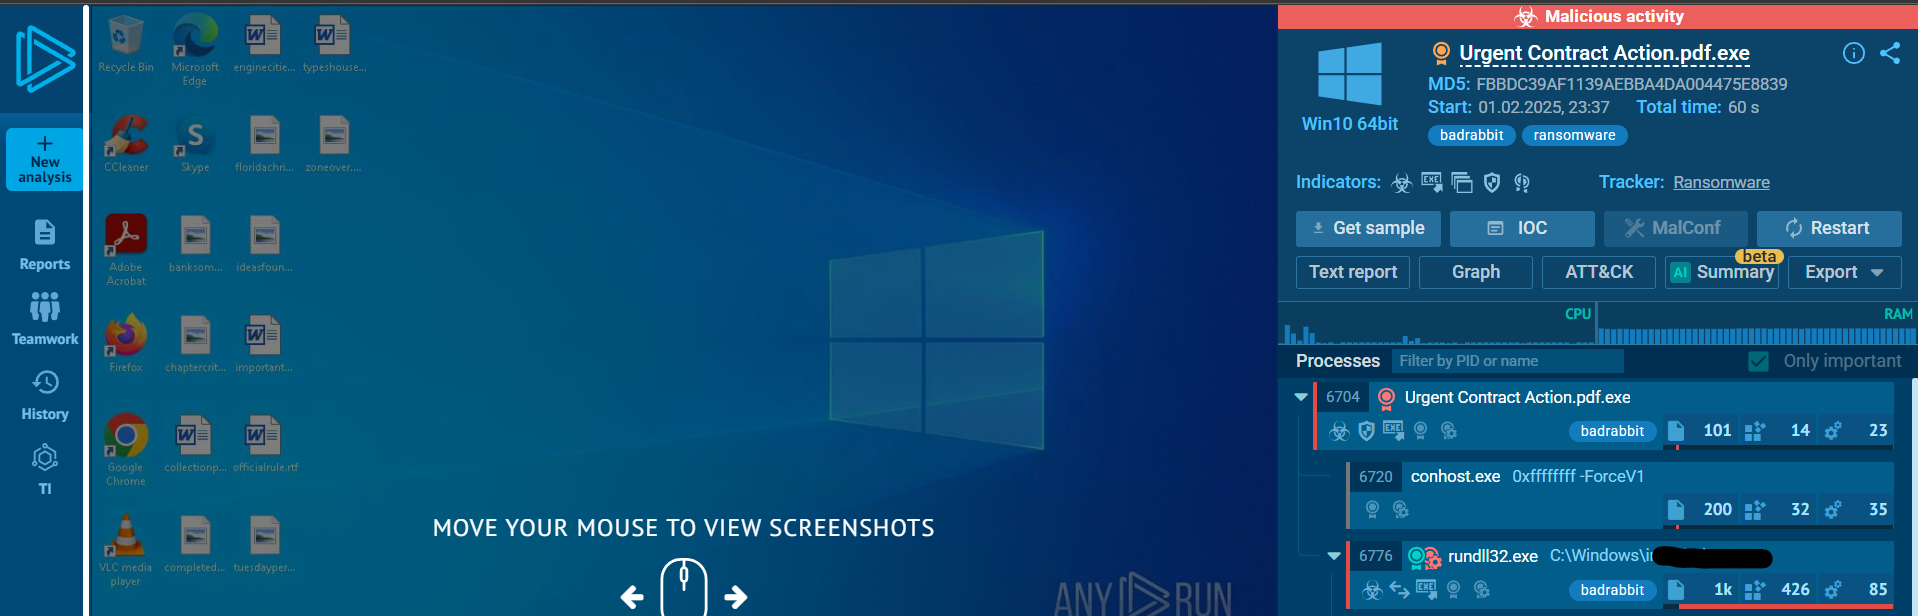 Malicious activity
Urgent Contract Action.pdf.exe
MD5: FBBDC39AF1139AEBBA4DA004475E8839
Start: 01.02.2025, 23:37 Total time: 60 s
Win10 64bit
badrabbit ransomware
Indicators: EXE Tracker: Ransomware
Get sample IOC MalConf Restart
beta
Text report Graph ATT&CK AI Summary Export
CPU RAM
Processes Filter by PID or name Only important
6704 Urgent Contract Action.pdf.exe
EXE badrabbit 101 14 23
6720 conhost.exe 0xffffffff -ForceV1
200 32 35
6776 rundll32.exe C:\Windows\
EXE badrabbit 1k 426 85
+
New
analysis
Reports
Teamwork
History
TI
Recycle Bin Microsoft Edge enginecitie... typeshouse...
CCleaner Skype floridachri... zoneover....
Adobe Acrobat banksom... ideasfoun...
Firefox chaptercrit... important...
Google Chrome collectionp... officialrule.rtf
VLC media player completed... tuesdayper...
MOVE YOUR MOUSE TO VIEW SCREENSHOTS
ANY RUN